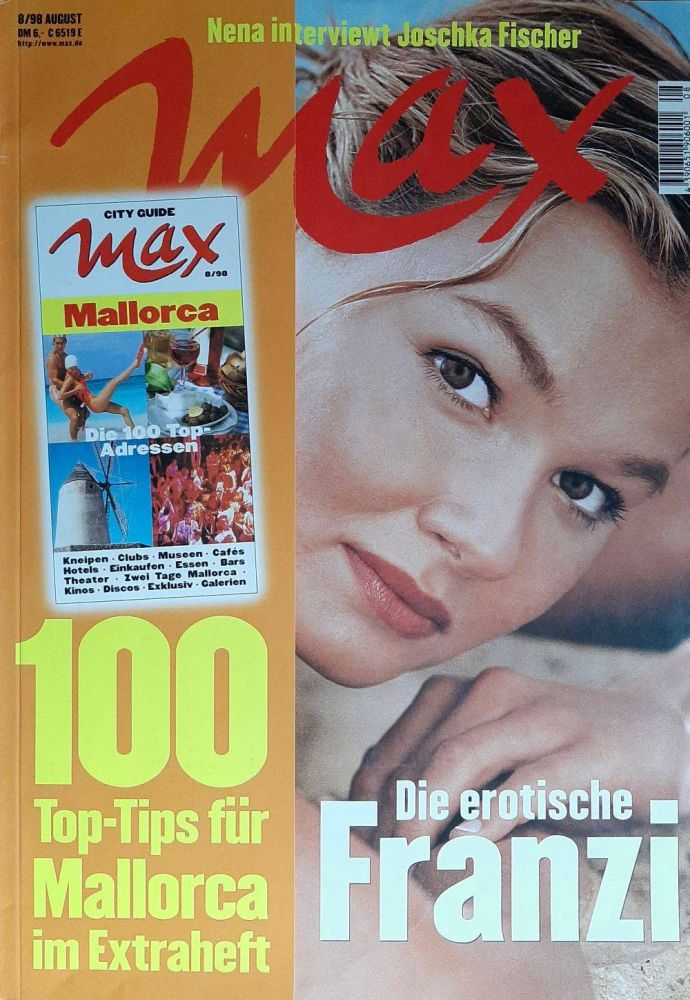 8/98 AUGUST
DM 6,- C 6519 E
http://www.max.de
Nena interviewt Joschka Fischer
max
08
CITY GUIDE
max
8/98
Mallorca
Die 100 Top-
Adressen
Kneipen · Clubs · Museen · Cafés
Hotels · Einkaufen · Essen · Bars
Theater · Zwei Tage Mallorca ·
Kinos · Discos · Exklusiv · Galerien
100
Top-Tips für
Mallorca
im Extraheft
Die erotische
Franzi